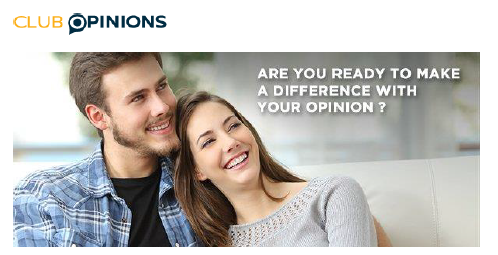 CLUB OPINIONS
ARE YOU READY TO MAKE
A DIFFERENCE WITH
YOUR OPINION ?